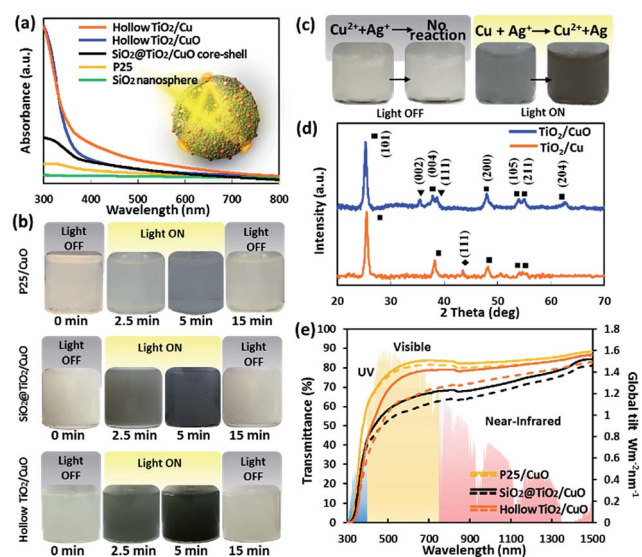 (a)
Hollow TiO2/Cu
Hollow TiO2/CuO
SiO2@TiO2/CuO core-shell
P25
SiO2 nanosphere
Absorbance (a.u.)
300 400 500 600 700 800
Wavelength (nm)
(b)
Light OFF
Light ON
Light OFF
P25/CuO
0 min 2.5 min 5 min 15 min
Light OFF
Light ON
Light OFF
SiO2@TiO2/CuO
0 min 2.5 min 5 min 15 min
Light OFF
Light ON
Light OFF
Hollow TiO2/CuO
0 min 2.5 min 5 min 15 min
(c)
Cu2++Ag+ → No reaction
Cu + Ag+ → Cu2++Ag
Light OFF
Light ON
(d)
TiO2/CuO
TiO2/Cu
(101)
(002)
(004)
(111)
(200)
(105)
(211)
(204)
(111)
Intensity (a.u.)
20 30 40 50 60 70
2 Theta (deg)
(e)
Visible
UV
Near-Infrared
P25/CuO
SiO2@TiO2/CuO
Hollow TiO2/CuO
Transmittance (%)
100
90
80
70
60
50
40
30
20
10
0
1.8
1.6
1.4
1.2
1
0.8
0.6
0.4
0.2
0
Global tilt Wm-2nm-1
300 500 700 900 1100 1300 1500
Wavelength (nm)